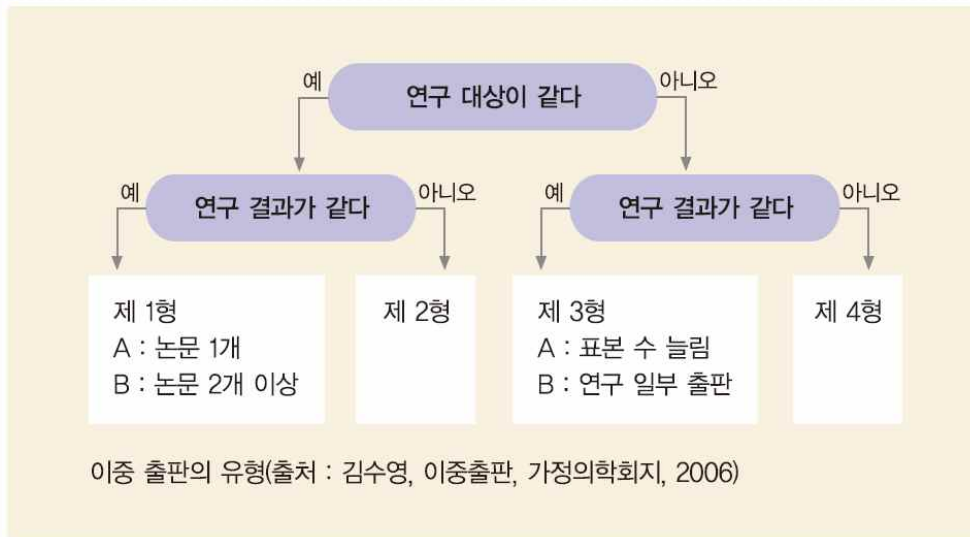 예
연구 대상이 같다
아니오
예
연구 결과가 같다
아니오
예
연구 결과가 같다
아니오
제 1형
A : 논문 1개
B : 논문 2개 이상
제 2형
제 3형
A : 표본 수 늘림
B : 연구 일부 출판
제 4형
이중 출판의 유형(출처 : 김수영, 이중출판, 가정의학회지, 2006)